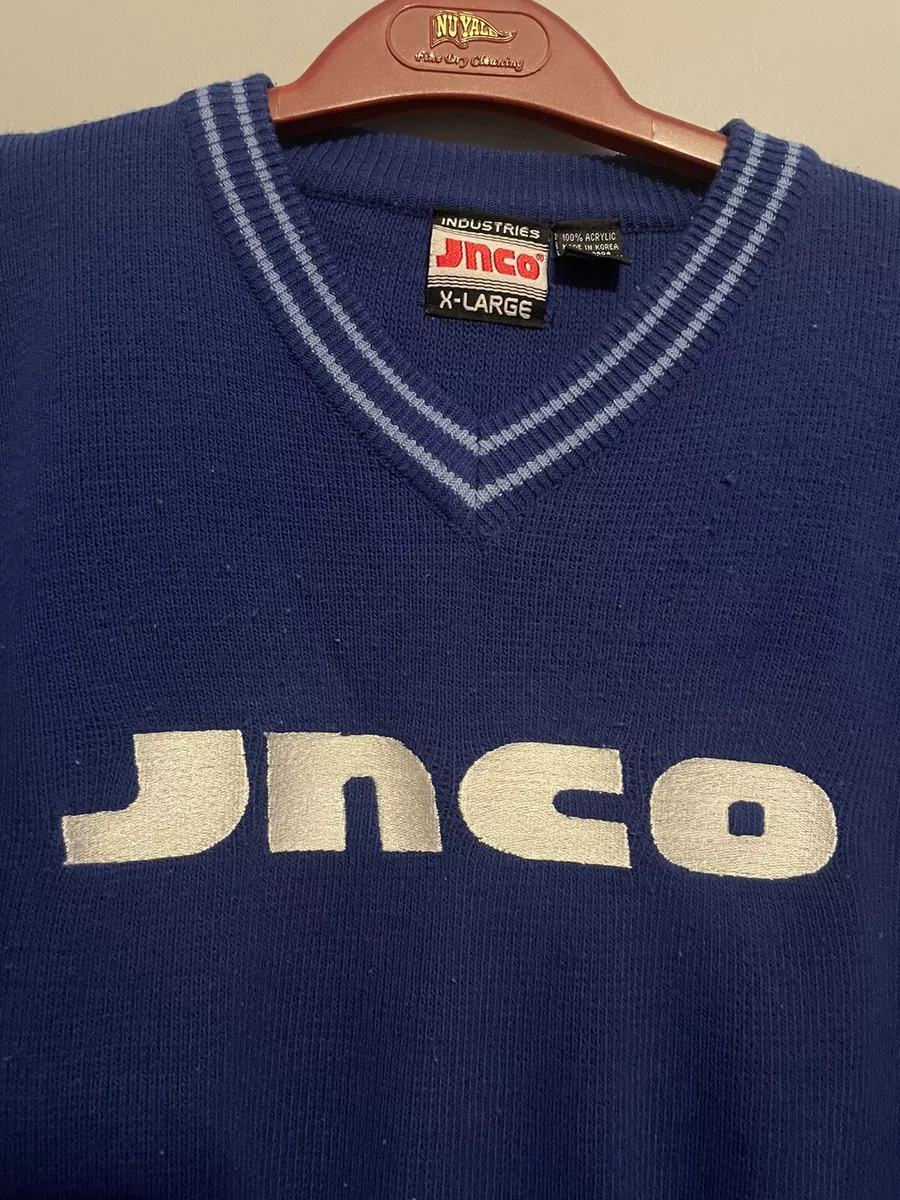 NU YALE
Fine Dry Cleaning
INDUSTRIES
JNCO®
X-LARGE
100% ACRYLIC
MADE IN KOREA
JNCO